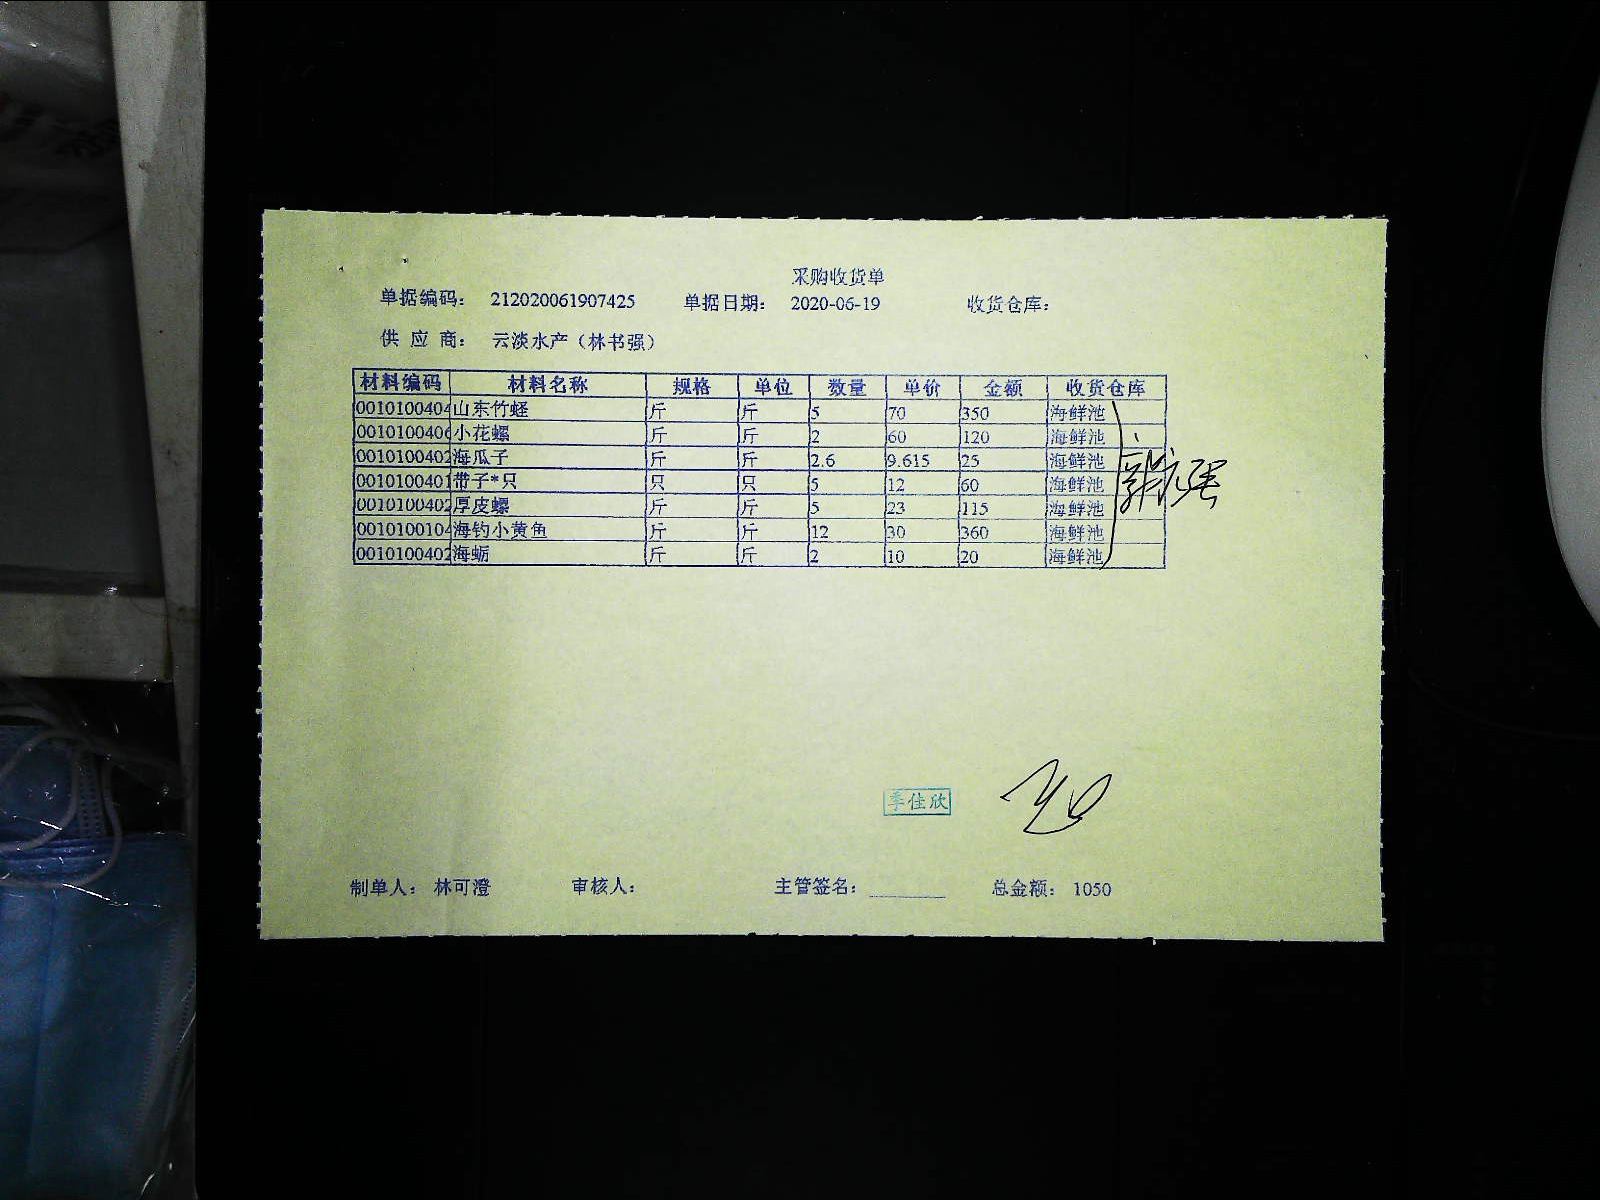 采购收货单
单据编码: 212020061907425 单据日期: 2020-06-19 收货仓库:
供应商: 云淡水产（林书强）
材料编码 材料名称 规格 单位 数量 单价 金额 收货仓库
0010100404 山东竹蛏 斤 斤 5 70 350 海鲜池
0010100406 小花螺 斤 斤 2 60 120 海鲜池
0010100402 海瓜子 斤 斤 2.6 9.615 25 海鲜池
0010100401 带子*只 只 只 5 12 60 海鲜池
0010100402 厚皮螺 斤 斤 5 23 115 海鲜池
0010100104 海钓小黄鱼 斤 斤 12 30 360 海鲜池
0010100402 海蛎 斤 斤 2 10 20 海鲜池
季佳欣
制单人: 林可澄 审核人: 主管签名: 总金额: 1050